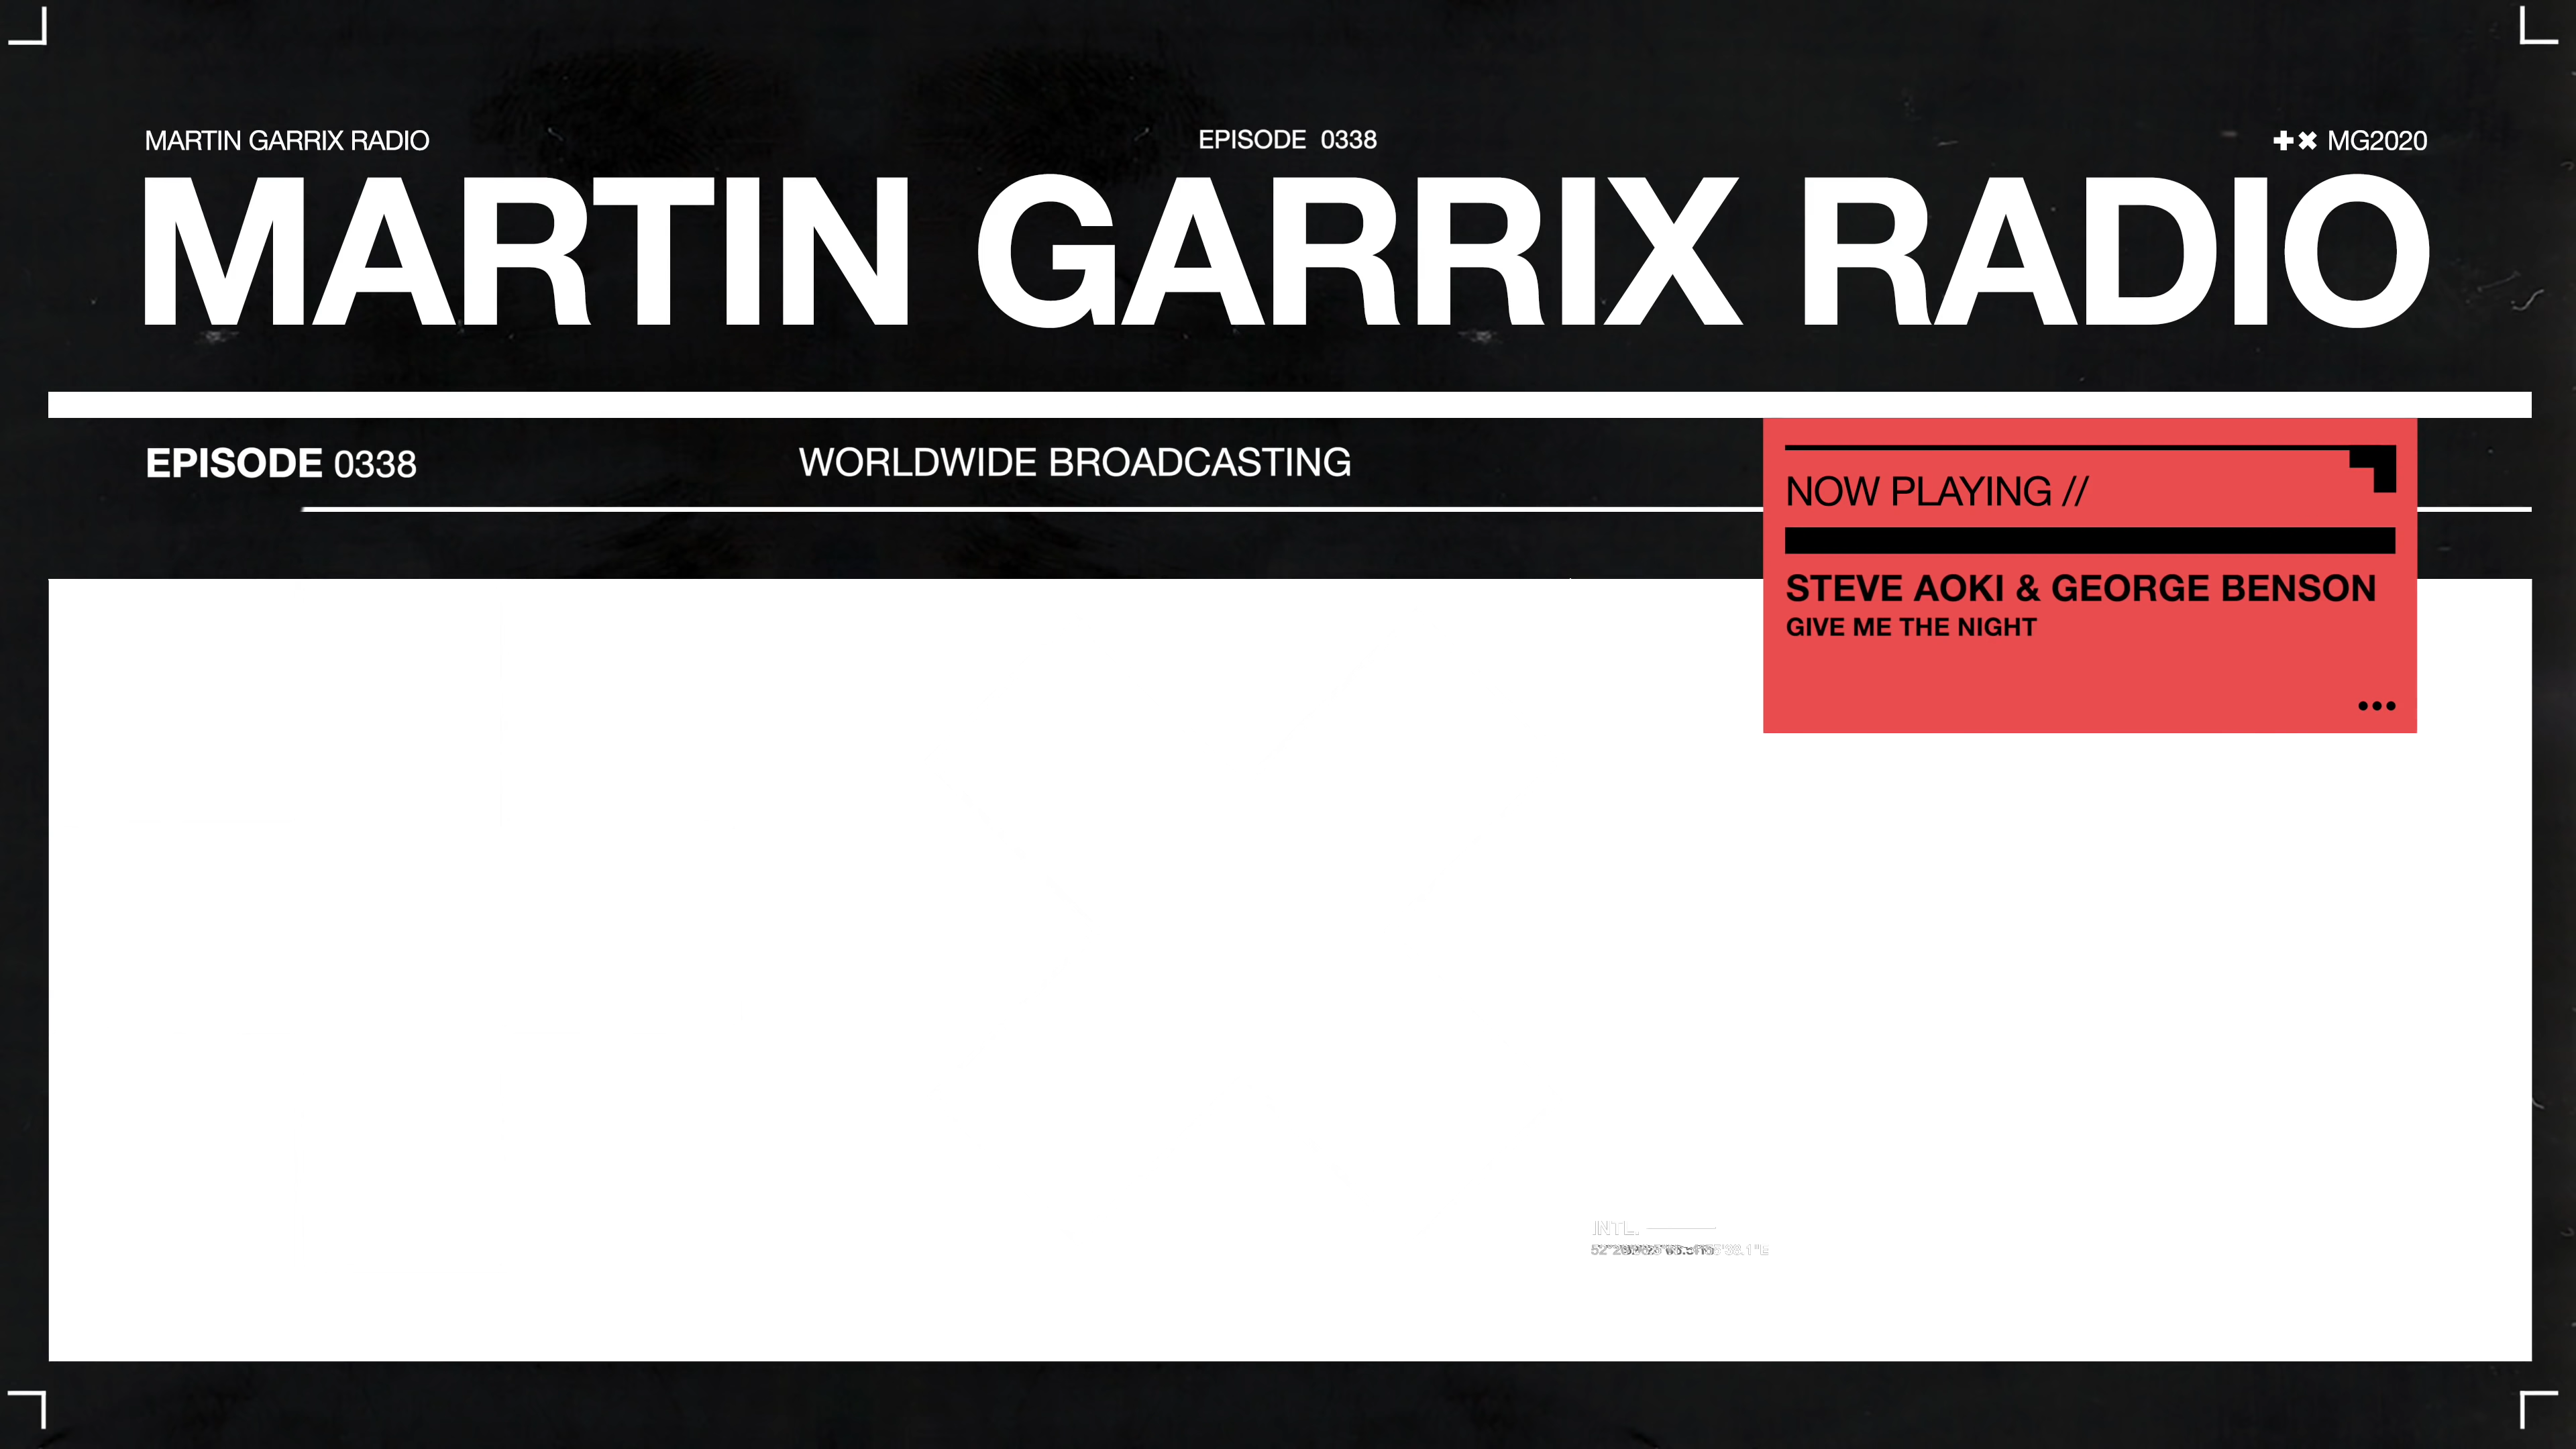 MARTIN GARRIX RADIO
EPISODE 0338
+× MG2020
MARTIN GARRIX RADIO
EPISODE 0338
WORLDWIDE BROADCASTING
NOW PLAYING //
STEVE AOKI & GEORGE BENSON
GIVE ME THE NIGHT
INTL.